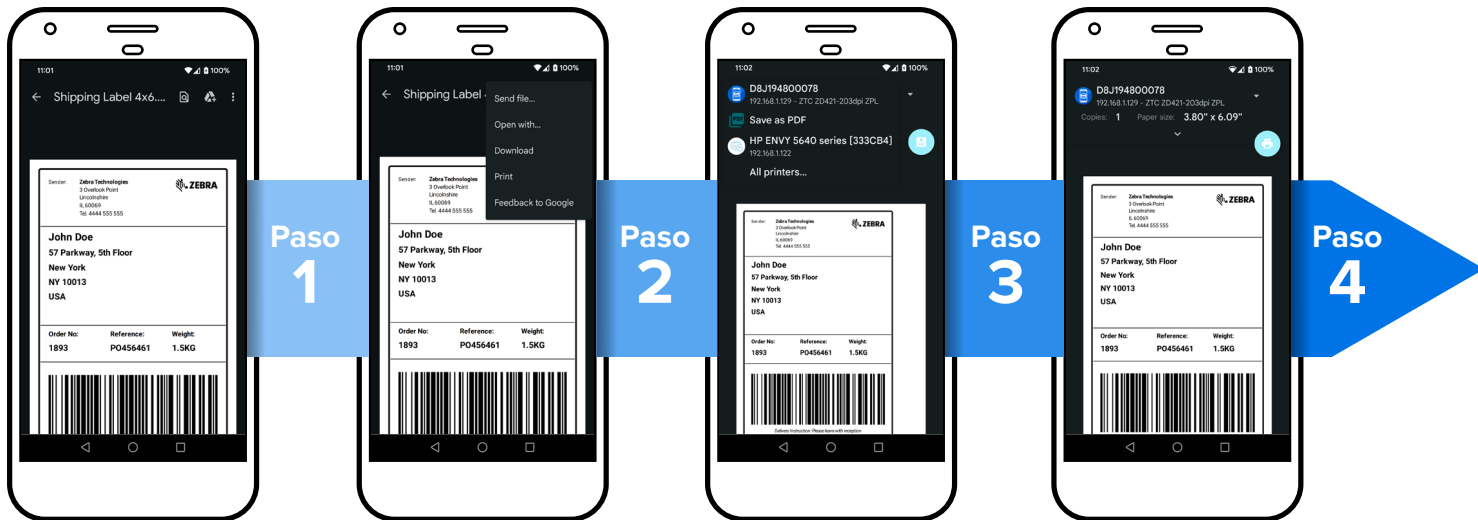 11:01
100%
Shipping Label 4x6....
Sender:
Zebra Technologies
3 Overlook Point
Lincolnshire
IL 60069
Tel. 4444 555 555
ZEBRA
John Doe
57 Parkway, 5th Floor
New York
NY 10013
USA
Order No:
Reference:
Weight:
1893
PO456461
1.5KG
Paso
1
11:01
100%
Shipping Label
Send file...
Open with...
Download
Print
Feedback to Google
Sender:
Zebra Technologies
3 Overlook Point
Lincolnshire
IL 60069
Tel. 4444 555 555
John Doe
57 Parkway, 5th Floor
New York
NY 10013
USA
Order No:
Reference:
Weight:
1893
PO456461
1.5KG
Paso
2
11:02
100%
D8J194800078
192.168.1.129 - ZTC ZD421-203dpi ZPL
PDF
Save as PDF
HP ENVY 5640 series [333CB4]
192.168.1.122
All printers...
Sender:
Zebra Technologies
3 Overlook Point
Lincolnshire
IL 60069
Tel. 4444 555 555
ZEBRA
John Doe
57 Parkway, 5th Floor
New York
NY 10013
USA
Order No:
Reference:
Weight:
1893
PO456461
1.5KG
Delivery Instruction: Please leave with reception
Paso
3
11:02
100%
D8J194800078
192.168.1.129 - ZTC ZD421-203dpi ZPL
Copies: 1 Paper size: 3.80" x 6.09"
Sender:
Zebra Technologies
3 Overlook Point
Lincolnshire
IL 60069
Tel. 4444 555 555
ZEBRA
John Doe
57 Parkway, 5th Floor
New York
NY 10013
USA
Order No:
Reference:
Weight:
1893
PO456461
1.5KG
Paso
4